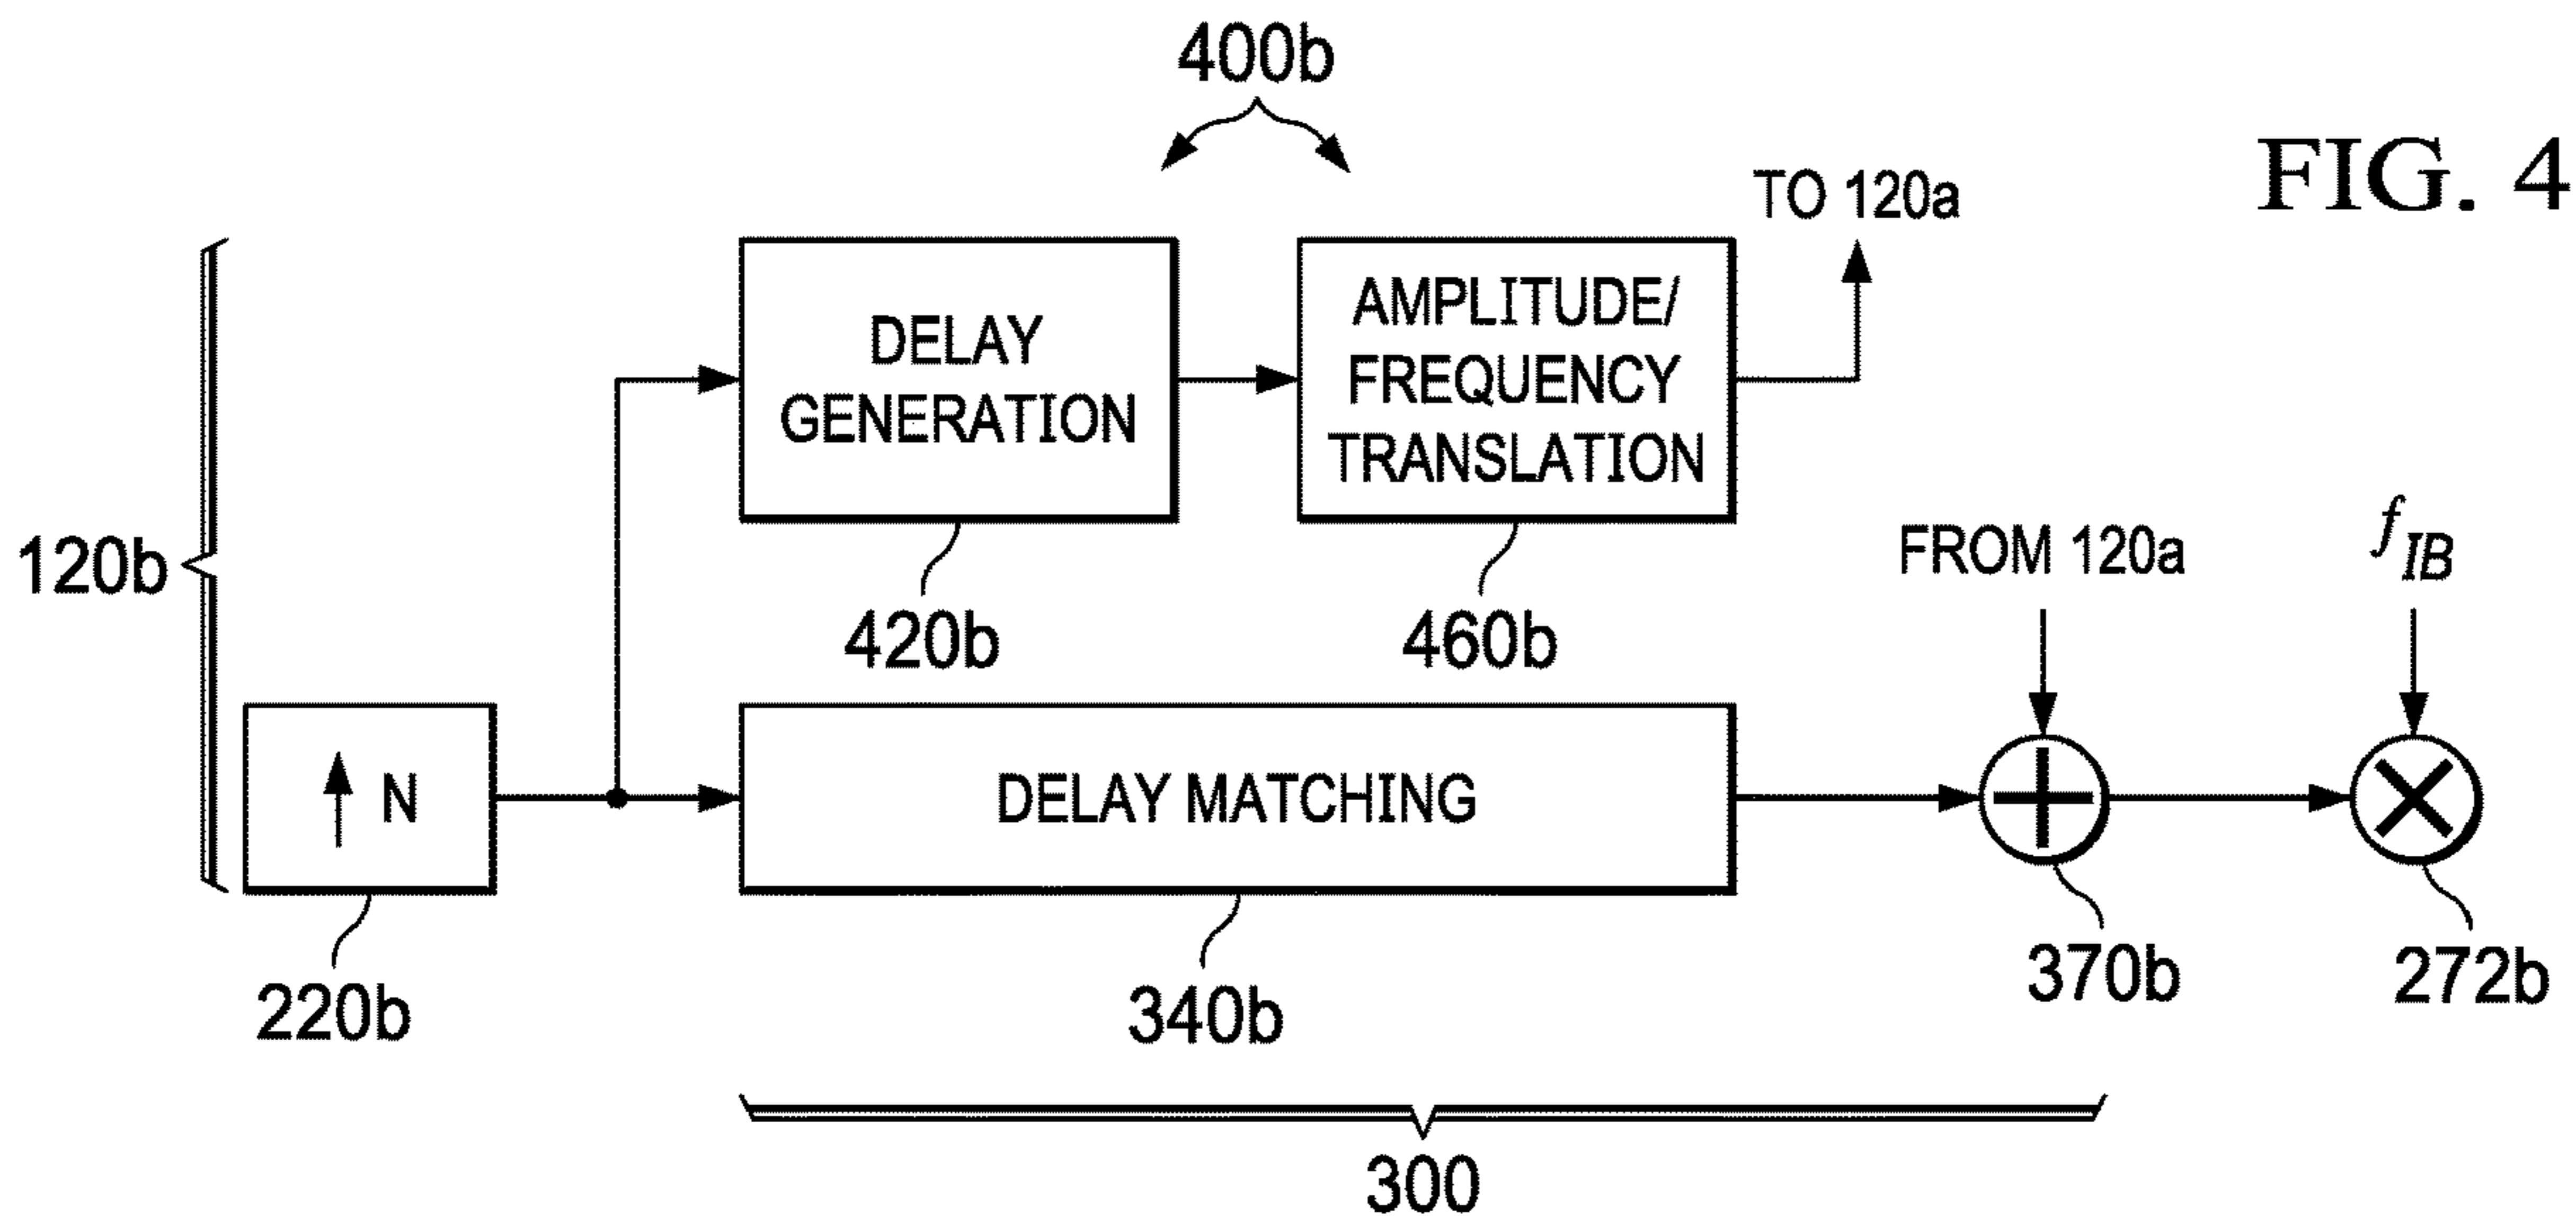 400b
FIG. 4
TO 120a
DELAY
GENERATION
AMPLITUDE/
FREQUENCY
TRANSLATION
120b
FROM 120a
f IB
420b
460b
↑ N
DELAY MATCHING
220b
340b
370b
272b
300